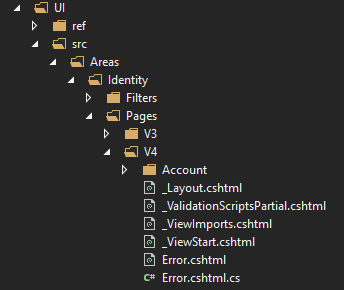 UI
ref
src
Areas
Identity
Filters
Pages
V3
V4
Account
_Layout.cshtml
_ValidationScriptsPartial.cshtml
_ViewImports.cshtml
_ViewStart.cshtml
Error.cshtml
C# Error.cshtml.cs